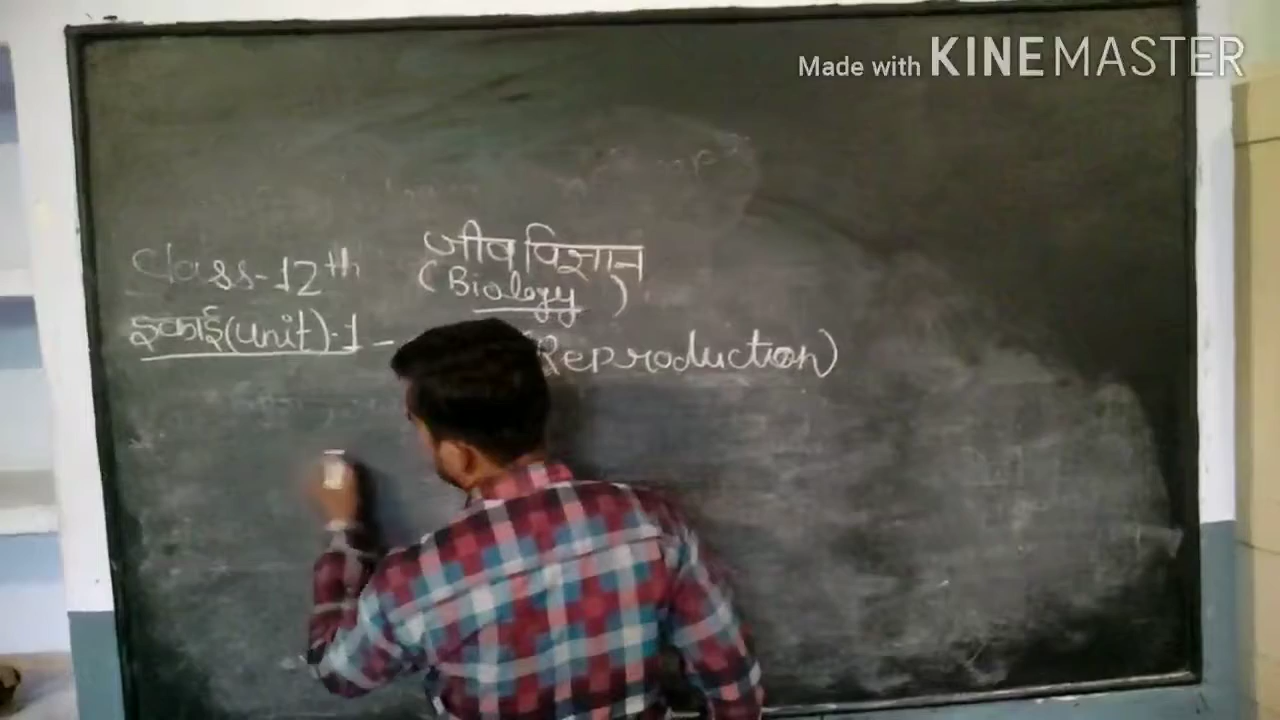 Made with KINEMASTER
जीव विज्ञान
Class-12th
(Biology)
इकाई(unit)-1 - (Reproduction)